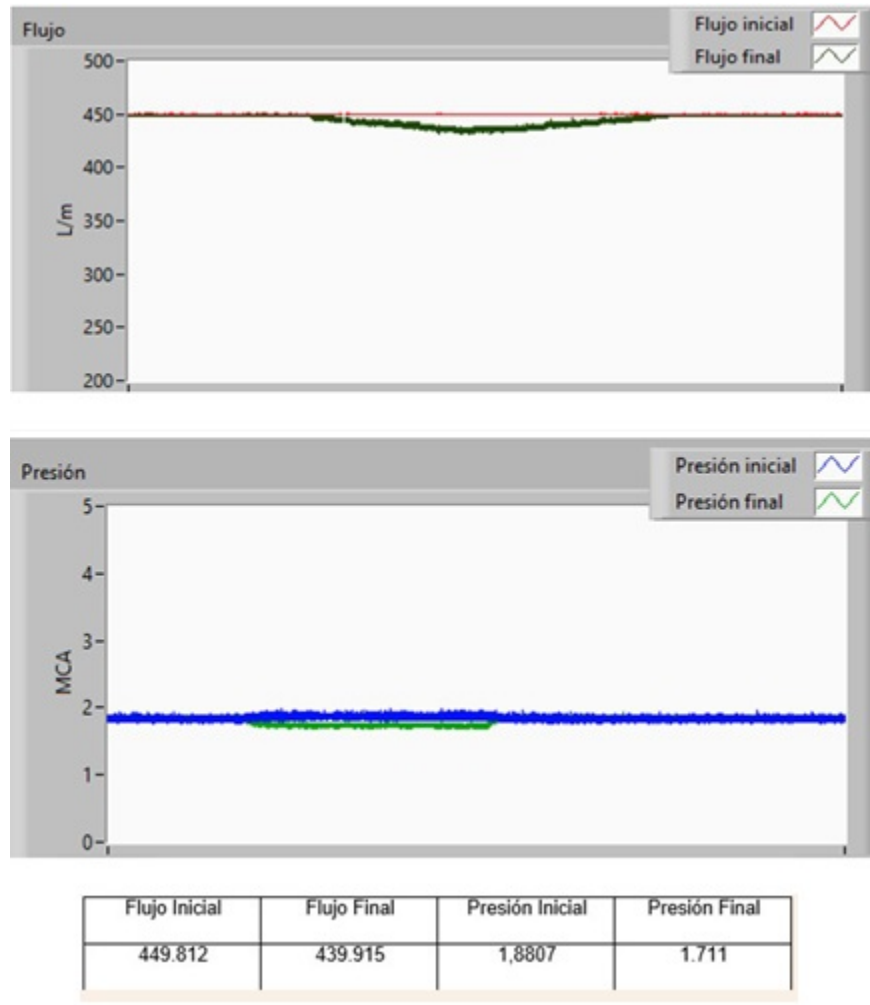 Flujo
Flujo inicial
Flujo final
500
450
400
350
300
250
200
L/m
Presión
Presión inicial
Presión final
5
4
3
2
1
0
MCA
Flujo Inicial Flujo Final Presión Inicial Presión Final
449.812 439.915 1,8807 1.711